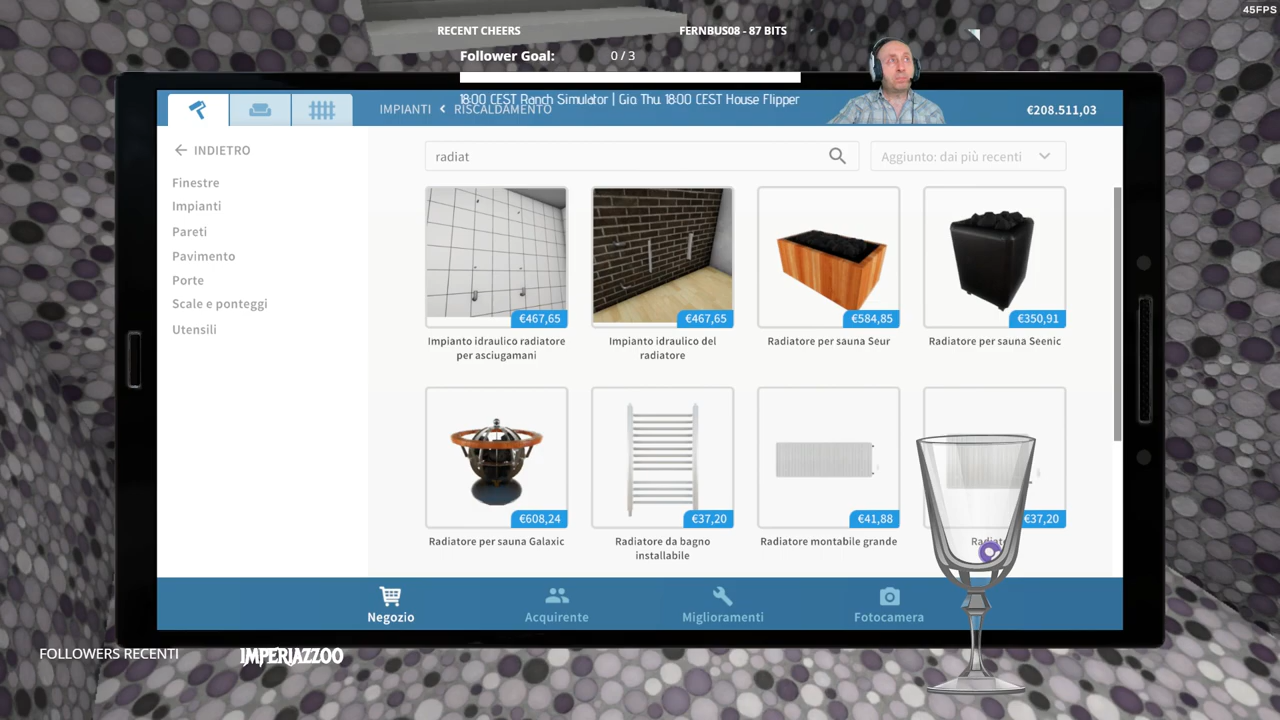 45FPS
RECENT CHEERS
FERNBUS08 - 87 BITS
Follower Goal:
0 / 3
18:00 CEST Ranch Simulator | Gio. Thu. 18:00 CEST House Flipper
IMPIANTI
RISCALDAMENTO
€208.511,03
INDIETRO
radiat
Aggiunto: dai più recenti
Finestre
Impianti
Pareti
Pavimento
Porte
Scale e ponteggi
Utensili
€467,65
€467,65
€584,85
€350,91
Impianto idraulico radiatore
per asciugamani
Impianto idraulico del
radiatore
Radiatore per sauna Seur
Radiatore per sauna Seenic
€608,24
€37,20
€41,88
€37,20
Radiatore per sauna Galaxic
Radiatore da bagno
installabile
Radiatore montabile grande
Negozio
Acquirente
Miglioramenti
Fotocamera
FOLLOWERS RECENTI
IMPERJAZZOO